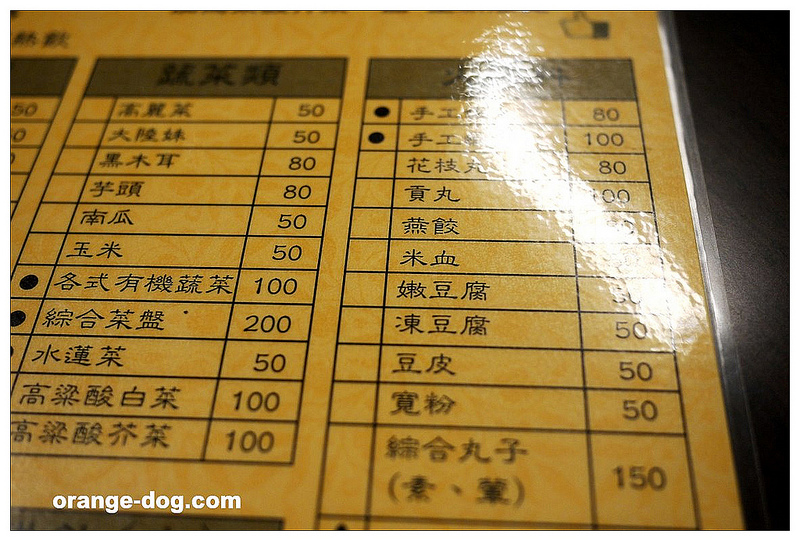 熱飲
蔬菜類
50
高麗菜 50
大陸妹 50
黑木耳 80
芋頭 80
南瓜 50
玉米 50
● 各式有機蔬菜 100
● 綜合菜盤 200
水蓮菜 50
高粱酸白菜 100
高粱酸芥菜 100
● 手工 80
● 手工 100
花枝丸 80
貢丸 100
燕餃
米血
嫩豆腐
凍豆腐 50
豆皮 50
寬粉 50
綜合丸子
(素、葷) 150
orange-dog.com